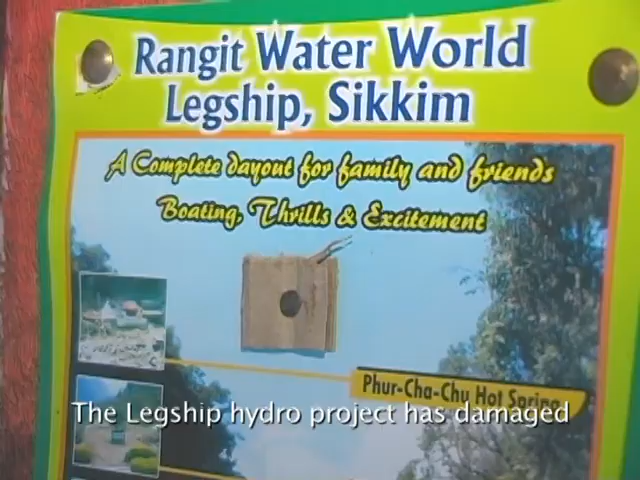 Rangit Water World
Legship, Sikkim
A Complete dayout for family and friends
Boating, Thrills & Excitement
Phur-Cha-Chu Hot Spring
The Legship hydro project has damaged